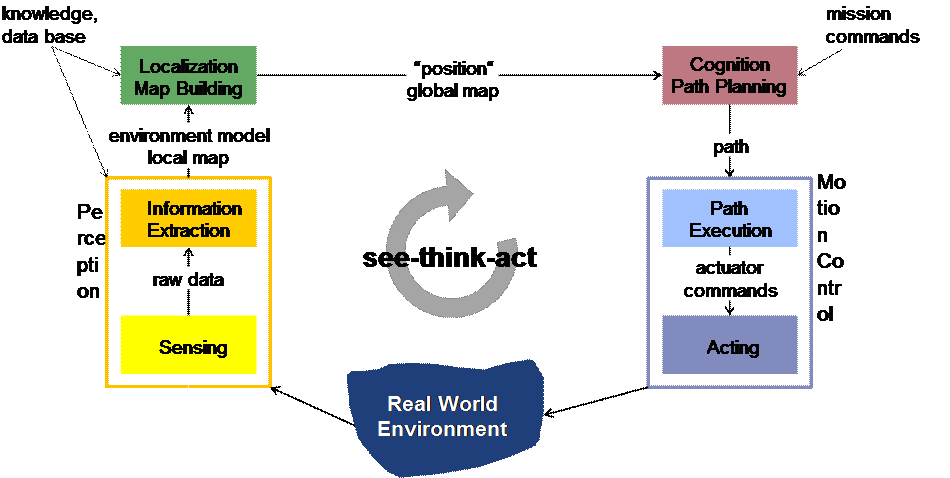 knowledge,
data base
mission
commands
Localization
Map Building
"position"
global map
Cognition
Path Planning
environment model
local map
path
Pe
rce
pti
on
Information
Extraction
raw data
Sensing
see-think-act
Path
Execution
actuator
commands
Acting
Mo
tio
n
Co
ntr
ol
Real World
Environment